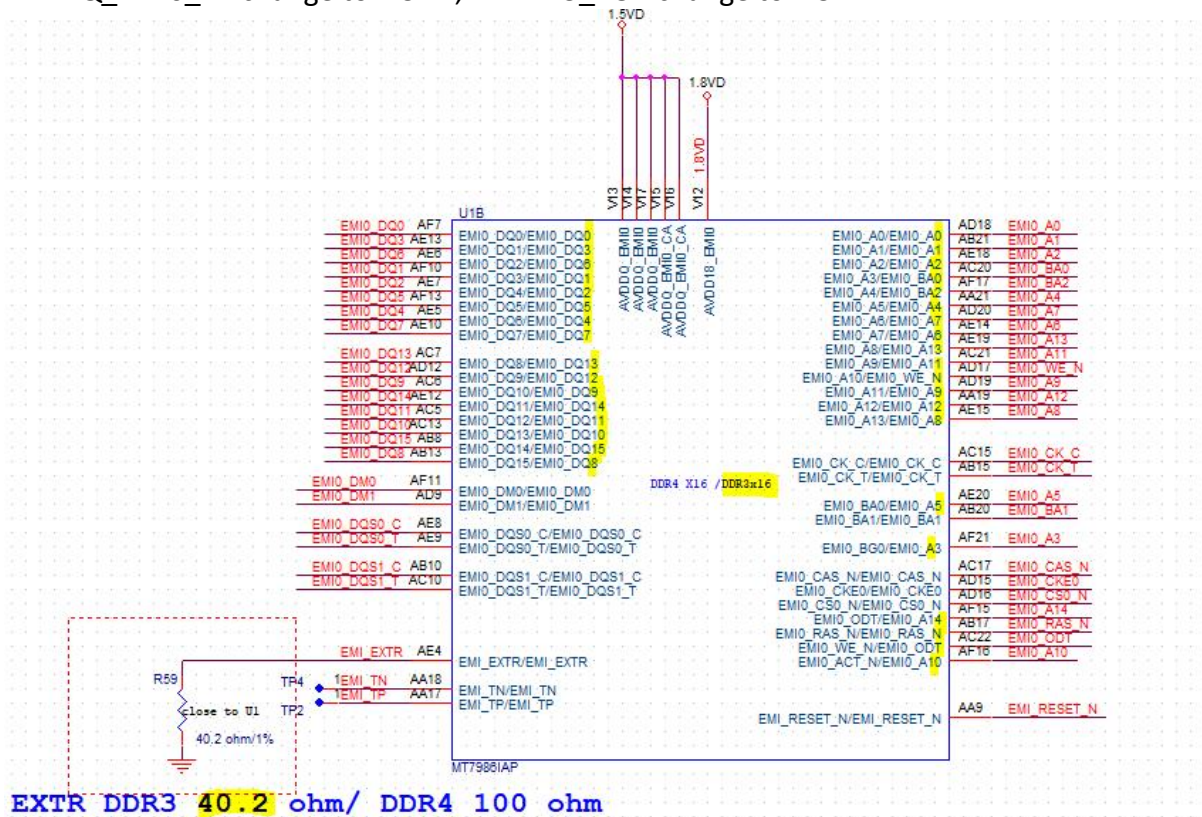 1.5VD
1.8VD
1.8VD
V13
V14
V17
V15
V16
V12
U1B
AVDDQ_EMI0
AVDDQ_EMI0
AVDDQ_EMI0
AVDDQ_EMI0_CA
AVDDQ_EMI0_CA
AVDD18_EMI0
EMI0_DQ0 AF7 EMI0_DQ0/EMI0_DQ0
EMI0_DQ3 AE13 EMI0_DQ1/EMI0_DQ3
EMI0_DQ6 AE6 EMI0_DQ2/EMI0_DQ6
EMI0_DQ1 AF10 EMI0_DQ3/EMI0_DQ1
EMI0_DQ2 AE7 EMI0_DQ4/EMI0_DQ2
EMI0_DQ5 AF13 EMI0_DQ5/EMI0_DQ5
EMI0_DQ4 AE5 EMI0_DQ6/EMI0_DQ4
EMI0_DQ7 AE10 EMI0_DQ7/EMI0_DQ7
EMI0_DQ13 AC7 EMI0_DQ8/EMI0_DQ13
EMI0_DQ12 AD12 EMI0_DQ9/EMI0_DQ12
EMI0_DQ9 AC6 EMI0_DQ10/EMI0_DQ9
EMI0_DQ14 AE12 EMI0_DQ11/EMI0_DQ14
EMI0_DQ11 AC5 EMI0_DQ12/EMI0_DQ11
EMI0_DQ10 AC13 EMI0_DQ13/EMI0_DQ10
EMI0_DQ15 AB8 EMI0_DQ14/EMI0_DQ15
EMI0_DQ8 AB13 EMI0_DQ15/EMI0_DQ8
EMI0_DM0 AF11 EMI0_DM0/EMI0_DM0
EMI0_DM1 AD9 EMI0_DM1/EMI0_DM1
EMI0_DQS0_C AE8 EMI0_DQS0_C/EMI0_DQS0_C
EMI0_DQS0_T AE9 EMI0_DQS0_T/EMI0_DQS0_T
EMI0_DQS1_C AB10 EMI0_DQS1_C/EMI0_DQS1_C
EMI0_DQS1_T AC10 EMI0_DQS1_T/EMI0_DQS1_T
EMI_EXTR AE4 EMI_EXTR/EMI_EXTR
TP4 1 EMI_TN AA18 EMI_TN/EMI_TN
TP2 1 EMI_TP AA17 EMI_TP/EMI_TP
R59
close to U1
40.2 ohm/1%
DDR4 X16 /DDR3x16
EMI0_A0/EMI0_A0 AD18 EMI0_A0
EMI0_A1/EMI0_A1 AB21 EMI0_A1
EMI0_A2/EMI0_A2 AE18 EMI0_A2
EMI0_A3/EMI0_BA0 AC20 EMI0_BA0
EMI0_A4/EMI0_BA2 AF17 EMI0_BA2
EMI0_A5/EMI0_A4 AA21 EMI0_A4
EMI0_A6/EMI0_A7 AD20 EMI0_A7
EMI0_A7/EMI0_A6 AE14 EMI0_A6
EMI0_A8/EMI0_A13 AE19 EMI0_A13
EMI0_A9/EMI0_A11 AC21 EMI0_A11
EMI0_A10/EMI0_WE_N AD17 EMI0_WE_N
EMI0_A11/EMI0_A9 AD19 EMI0_A9
EMI0_A12/EMI0_A12 AA19 EMI0_A12
EMI0_A13/EMI0_A8 AE15 EMI0_A8
EMI0_CK_C/EMI0_CK_C AC15 EMI0_CK_C
EMI0_CK_T/EMI0_CK_T AB15 EMI0_CK_T
EMI0_BA0/EMI0_A5 AE20 EMI0_A5
EMI0_BA1/EMI0_BA1 AB20 EMI0_BA1
EMI0_BG0/EMI0_A3 AF21 EMI0_A3
EMI0_CAS_N/EMI0_CAS_N AC17 EMI0_CAS_N
EMI0_CKE0/EMI0_CKE0 AD15 EMI0_CKE0
EMI0_CS0_N/EMI0_CS0_N AD16 EMI0_CS0_N
EMI0_ODT/EMI0_A14 AF15 EMI0_A14
EMI0_RAS_N/EMI0_RAS_N AB17 EMI0_RAS_N
EMI0_WE_N/EMI0_ODT AC22 EMI0_ODT
EMI0_ACT_N/EMI0_A10 AF16 EMI0_A10
EMI_RESET_N/EMI_RESET_N AA9 EMI_RESET_N
MT7986IAP
EXTR DDR3 40.2 ohm/ DDR4 100 ohm